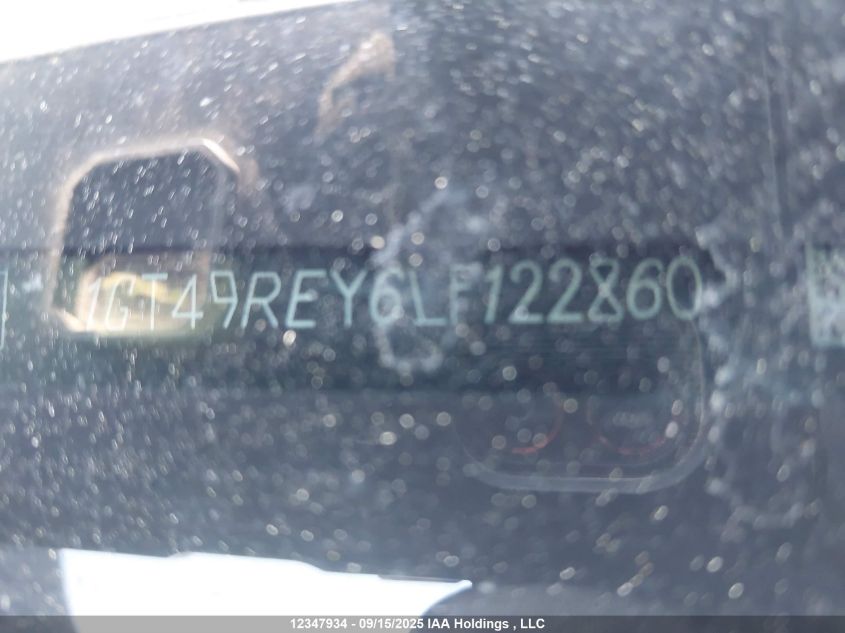 1GT49REY6LF122860
12347934 - 09/15/2025 IAA Holdings , LLC